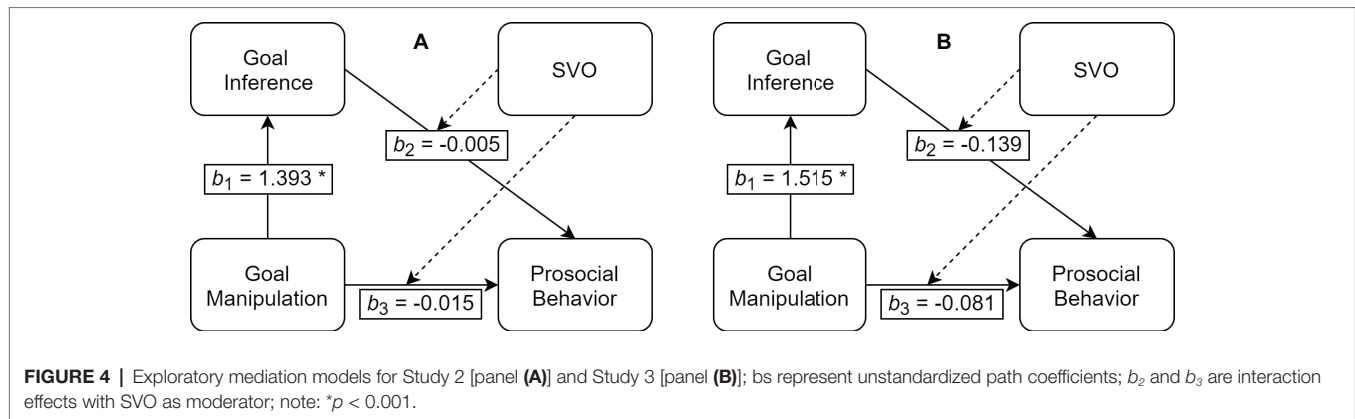 A
Goal
Inference
SVO
b₂ = -0.005
b₁ = 1.393 *
Goal
Manipulation
b₃ = -0.015
Prosocial
Behavior
B
Goal
Inference
SVO
b₂ = -0.139
b₁ = 1.515 *
Goal
Manipulation
b₃ = -0.081
Prosocial
Behavior
FIGURE 4 | Exploratory mediation models for Study 2 [panel (A)] and Study 3 [panel (B)]; bs represent unstandardized path coefficients; b₂ and b₃ are interaction
effects with SVO as moderator; note: *p < 0.001.